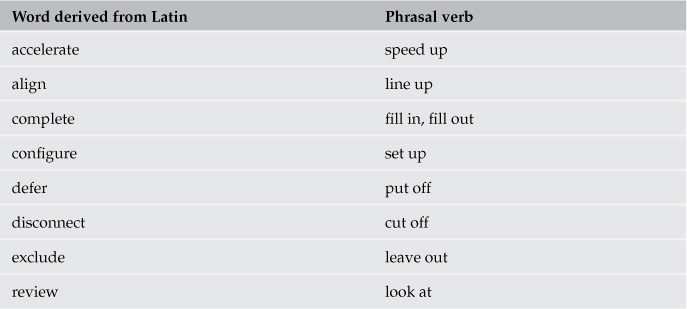 Word derived from Latin Phrasal verb
accelerate speed up
align line up
complete fill in, fill out
configure set up
defer put off
disconnect cut off
exclude leave out
review look at